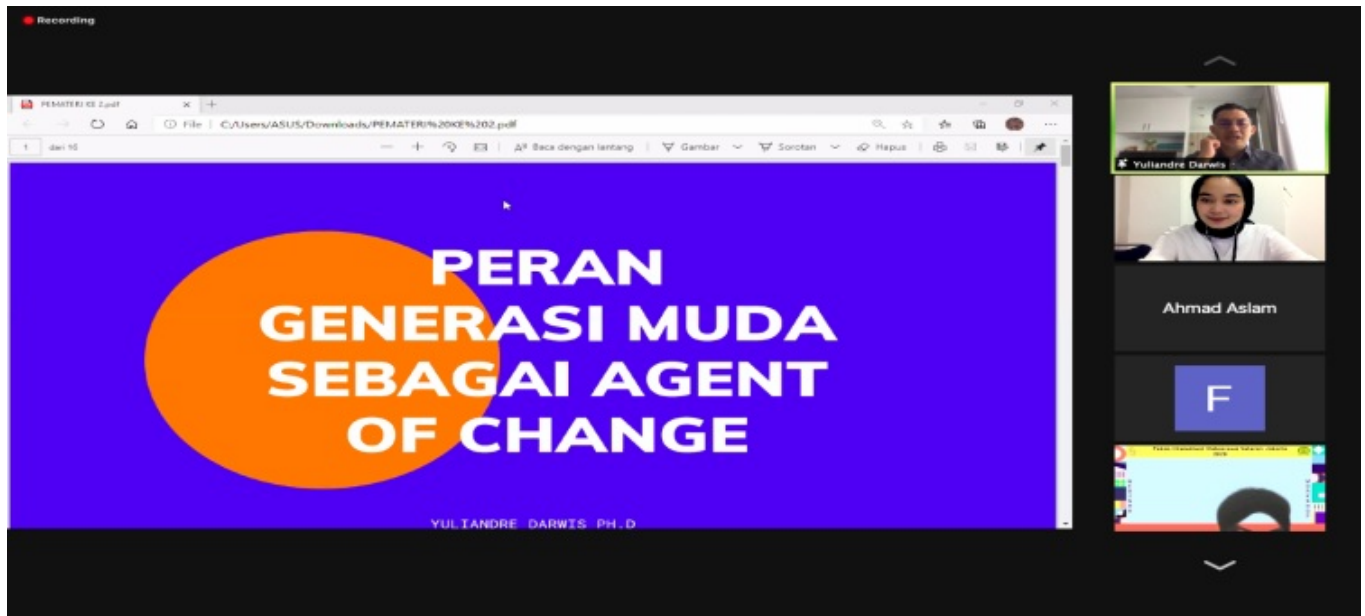 Recording
PEMATERI KE 2.pdf
File | C:/Users/ASUS/Downloads/PEMATERI%20KE%202.pdf
1 dari 16
Baca dengan lantang
Gambar
Sorotan
Hapus
PERAN
GENERASI MUDA
SEBAGAI AGENT
OF CHANGE
YULIANDRE DARWIS PH.D
Yuliandre Darwis
Ahmad Aslam
F